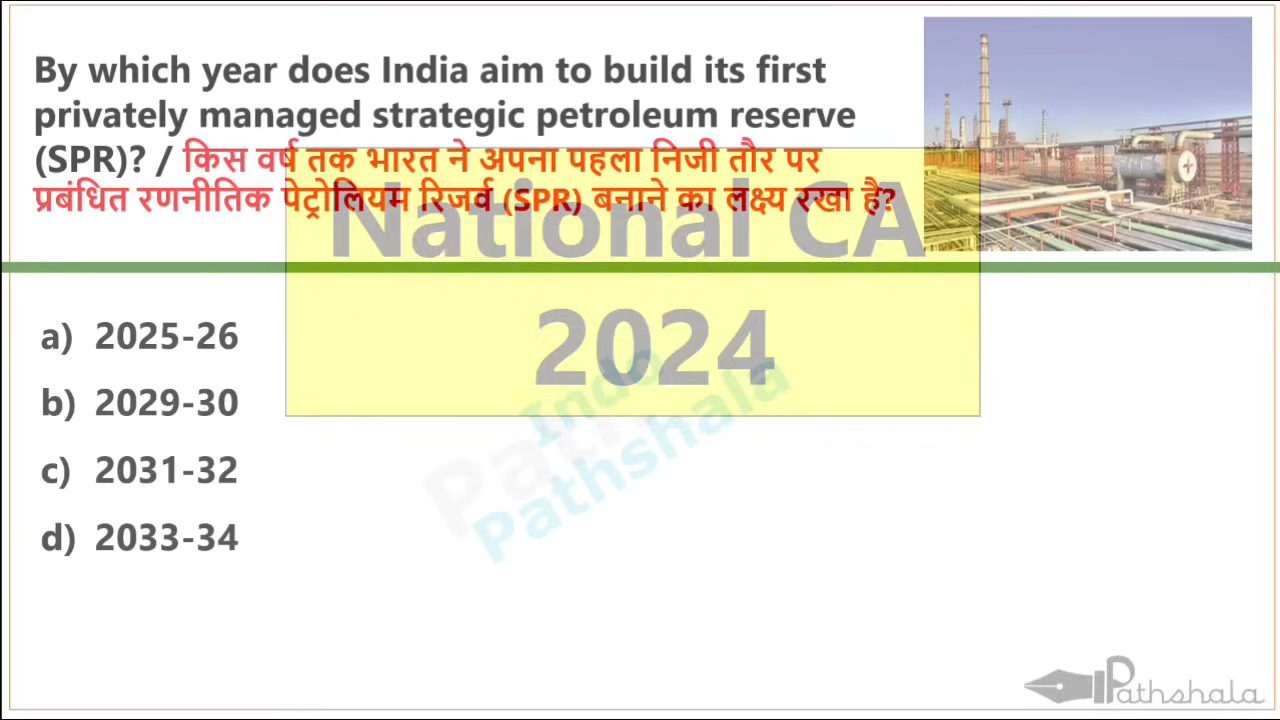 By which year does India aim to build its first
privately managed strategic petroleum reserve
(SPR)? / किस वर्ष तक भारत ने अपना पहला निजी तौर पर
प्रबंधित रणनीतिक पेट्रोलियम रिजर्व (SPR) बनाने का लक्ष्य रखा है?
National CA
2024
a) 2025-26
b) 2029-30
c) 2031-32
d) 2033-34
Indo
Pathshala
Pathshala